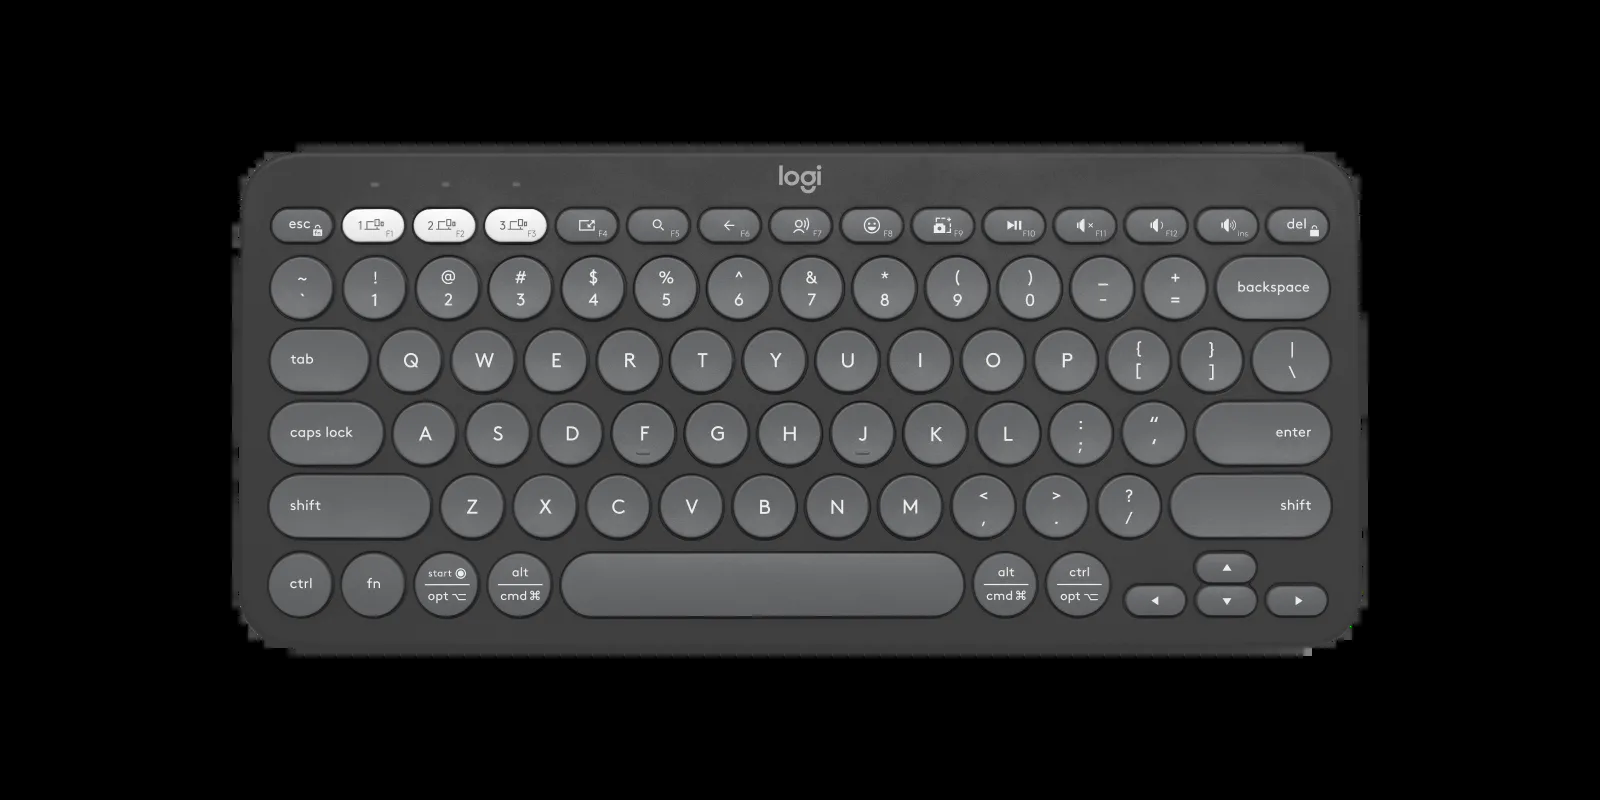 logi
esc fn 1 F1 2 F2 3 F3 F4 F5 F6 F7 F8 F9 F10 F11 F12 ins del
~ ! @ # $ % ^ & * ( ) _ +
` 1 2 3 4 5 6 7 8 9 0 - = backspace
tab Q W E R T Y U I O P { [ } ] | \
caps lock A S D F G H J K L : ; “ ‘ enter
shift Z X C V B N M < , > . ? / shift
ctrl fn start alt alt ctrl
opt ⌥ cmd ⌘ cmd ⌘ opt ⌥